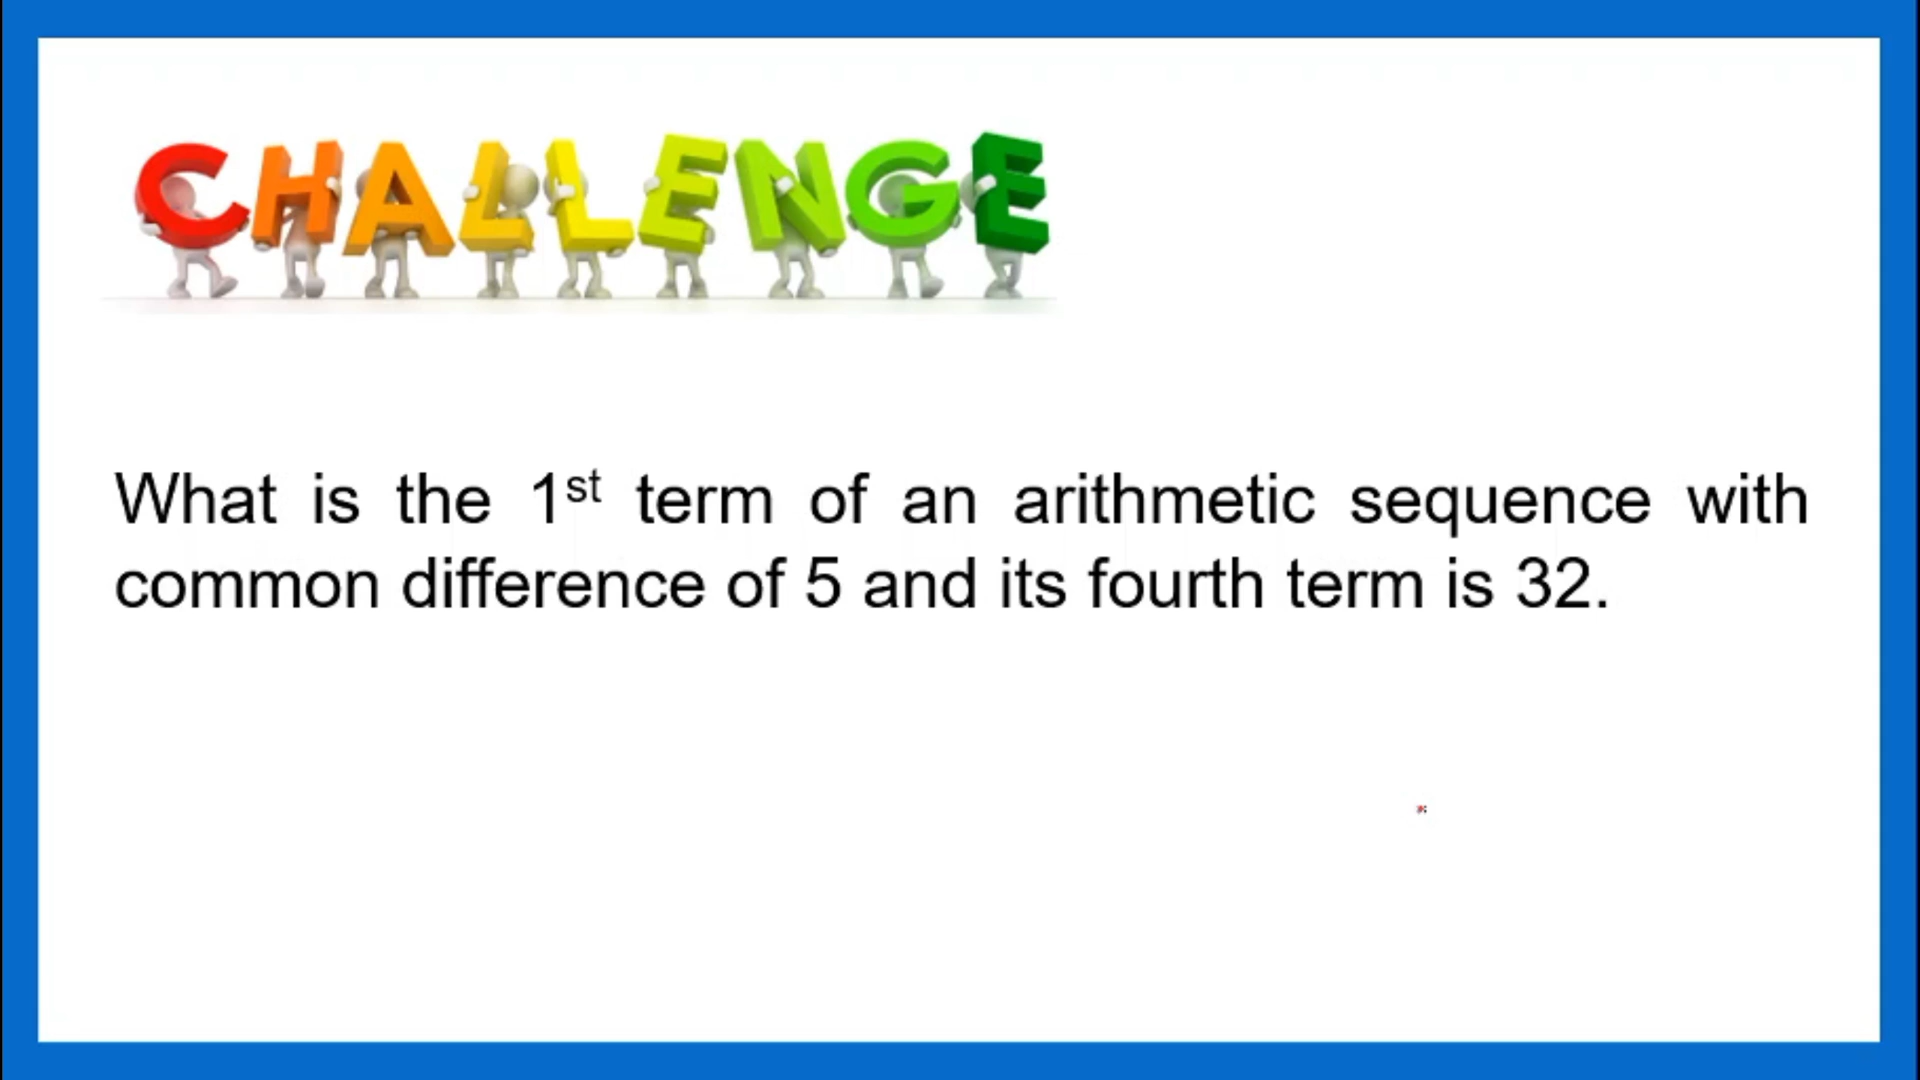 CHALLENGE
What is the 1st term of an arithmetic sequence with
common difference of 5 and its fourth term is 32.